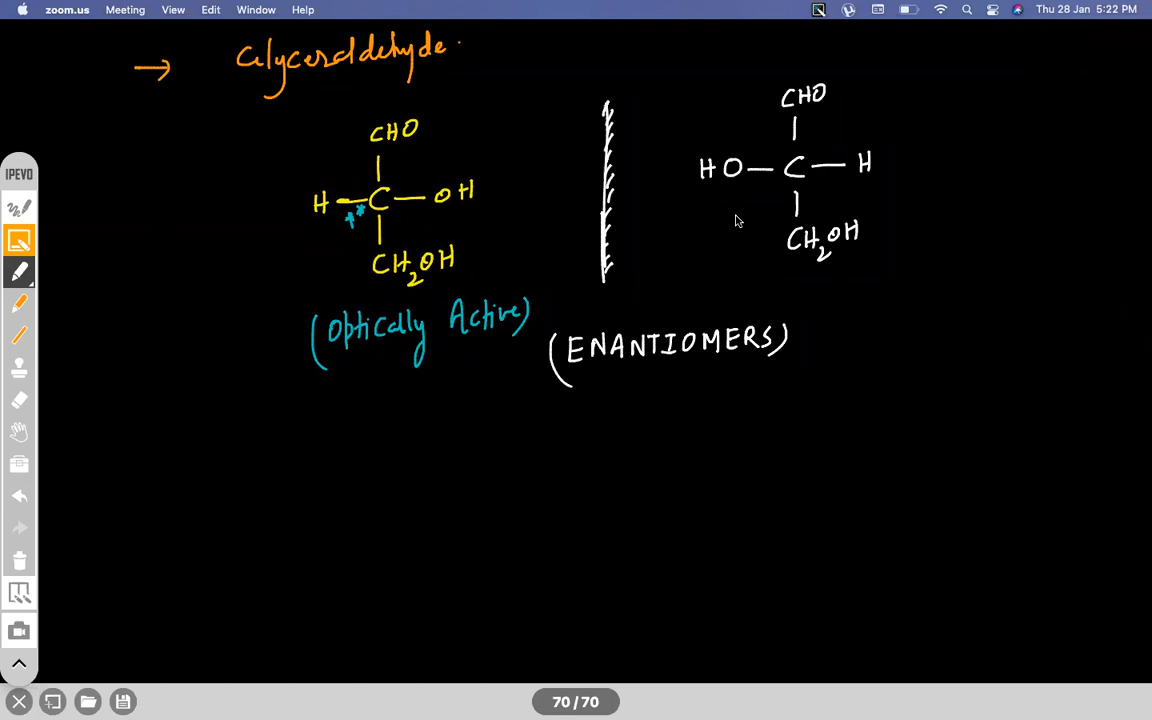 zoom.us Meeting View Edit Window Help Thu 28 Jan 5:22 PM
→ Glyceraldehyde
CHO
H — C — OH
**
CH2OH
(Optically Active)
CHO
HO — C — H
CH2OH
(ENANTIOMERS)
IPEVO
70 / 70